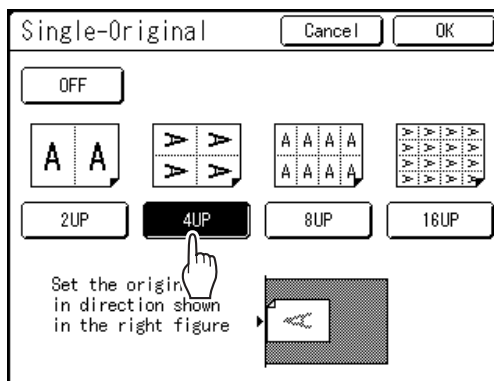 Single-Original Cancel OK
OFF
A A
A A A A
A A A A
A A A A
A A A A
A A A A
A A A A
A A A A
2UP 4UP 8UP 16UP
Set the origin
in direction shown
in the right figure
A